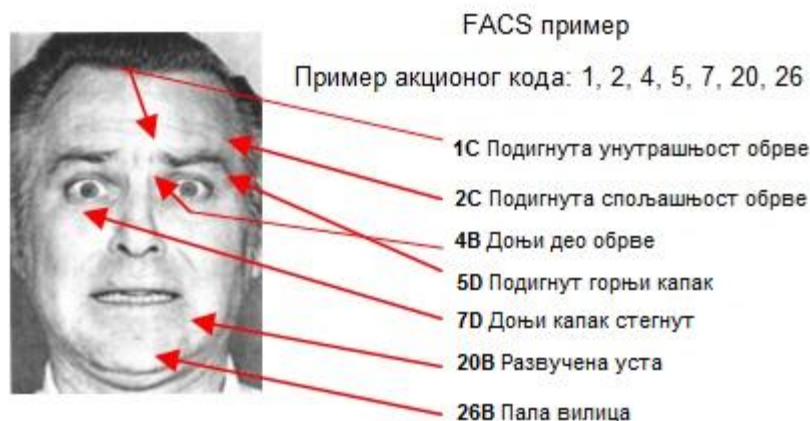 FACS пример
Пример акционог кода: 1, 2, 4, 5, 7, 20, 26
1C Подигнута унутрашњост обрве
2C Подигнута спољашњост обрве
4B Доњи део обрве
5D Подигнут горњи капак
7D Доњи капак стегнут
20B Развучена уста
26B Пала вилица